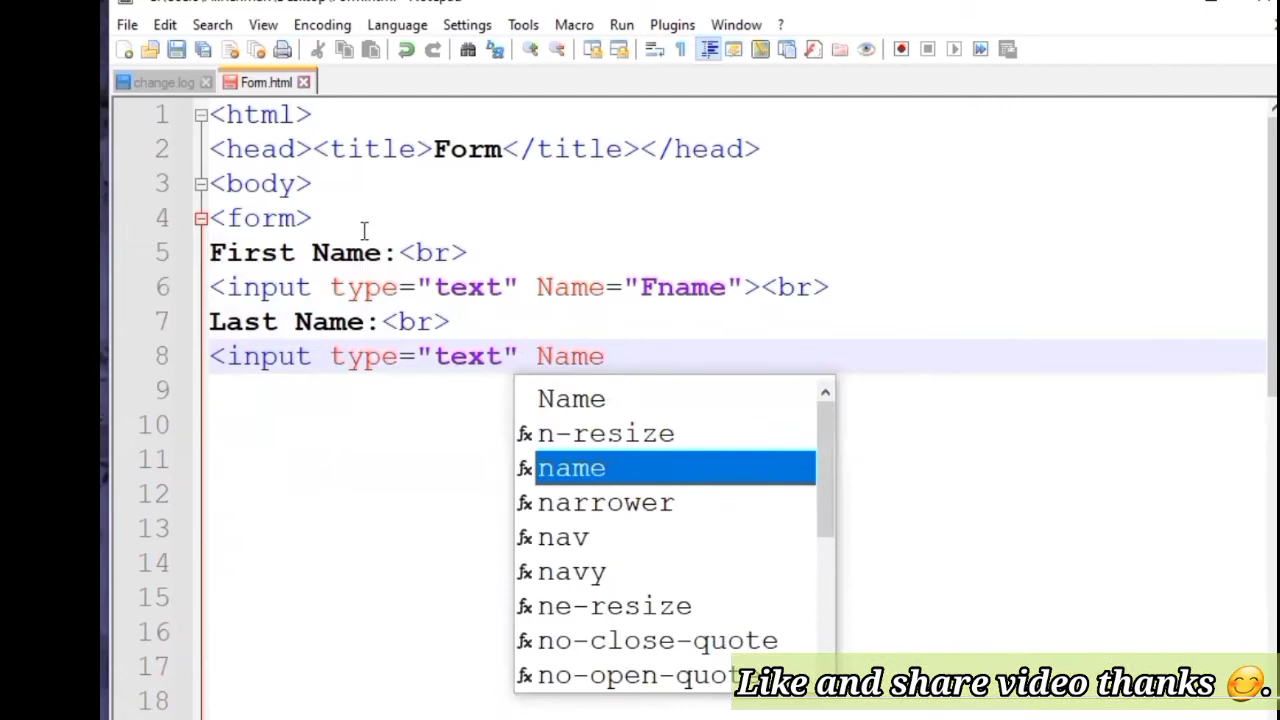 File Edit Search View Encoding Language Settings Tools Macro Run Plugins Window ?
change.log Form.html
1 <html>
2 <head><title>Form</title></head>
3 <body>
4 <form>
5 First Name:<br>
6 <input type="text" Name="Fname"><br>
7 Last Name:<br>
8 <input type="text" Name
9
10
11
12
13
14
15
16
17
18
Name
n-resize
name
narrower
nav
navy
ne-resize
no-close-quote
no-open-quot
Like and share video thanks 😊.